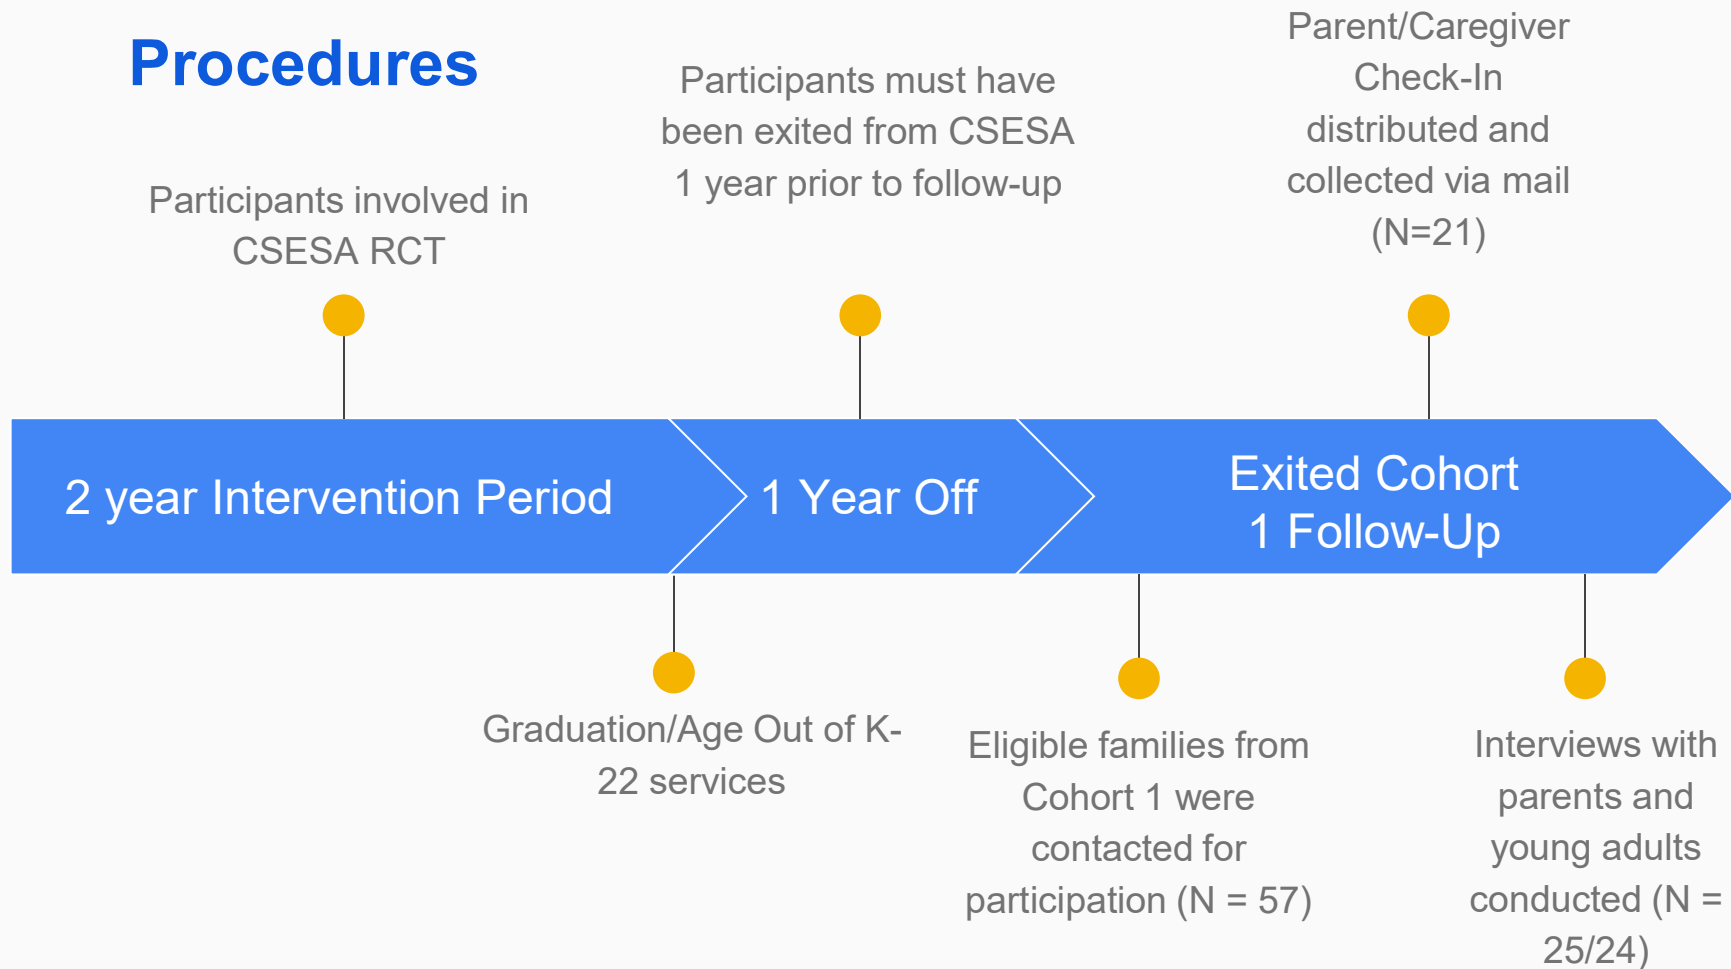 Procedures
Participants involved in
CSESA RCT
Participants must have
been exited from CSESA
1 year prior to follow-up
Parent/Caregiver
Check-In
distributed and
collected via mail
(N=21)
2 year Intervention Period
1 Year Off
Exited Cohort
1 Follow-Up
Graduation/Age Out of K-
22 services
Eligible families from
Cohort 1 were
contacted for
participation (N = 57)
Interviews with
parents and
young adults
conducted (N =
25/24)